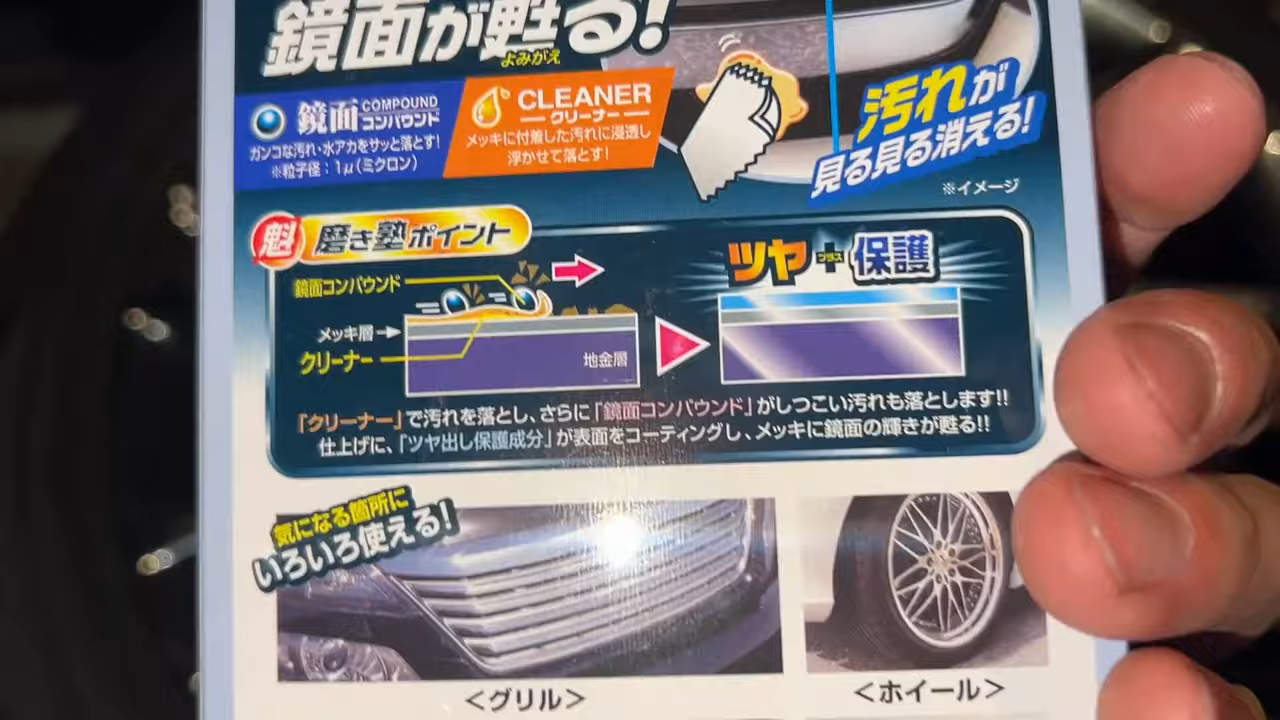 鏡面が甦る!
よみがえ
鏡面 COMPOUND コンパウンド
ガンコな汚れ・水アカをサッと落とす!
※粒子径：1μ(ミクロン)
CLEANER
クリーナー
メッキに付着した汚れに浸透し
浮かせて落とす!
汚れが
見る見る消える!
※イメージ
魁 磨き塾ポイント
鏡面コンパウンド
メッキ層
クリーナー
地金層
ツヤ+プラス保護
「クリーナー」で汚れを落とし、さらに「鏡面コンパウンド」がしつこい汚れも落とします!!
仕上げに、「ツヤ出し保護成分」が表面をコーティングし、メッキに鏡面の輝きが甦る!!
気になる箇所に
いろいろ使える!
<グリル>
<ホイール>